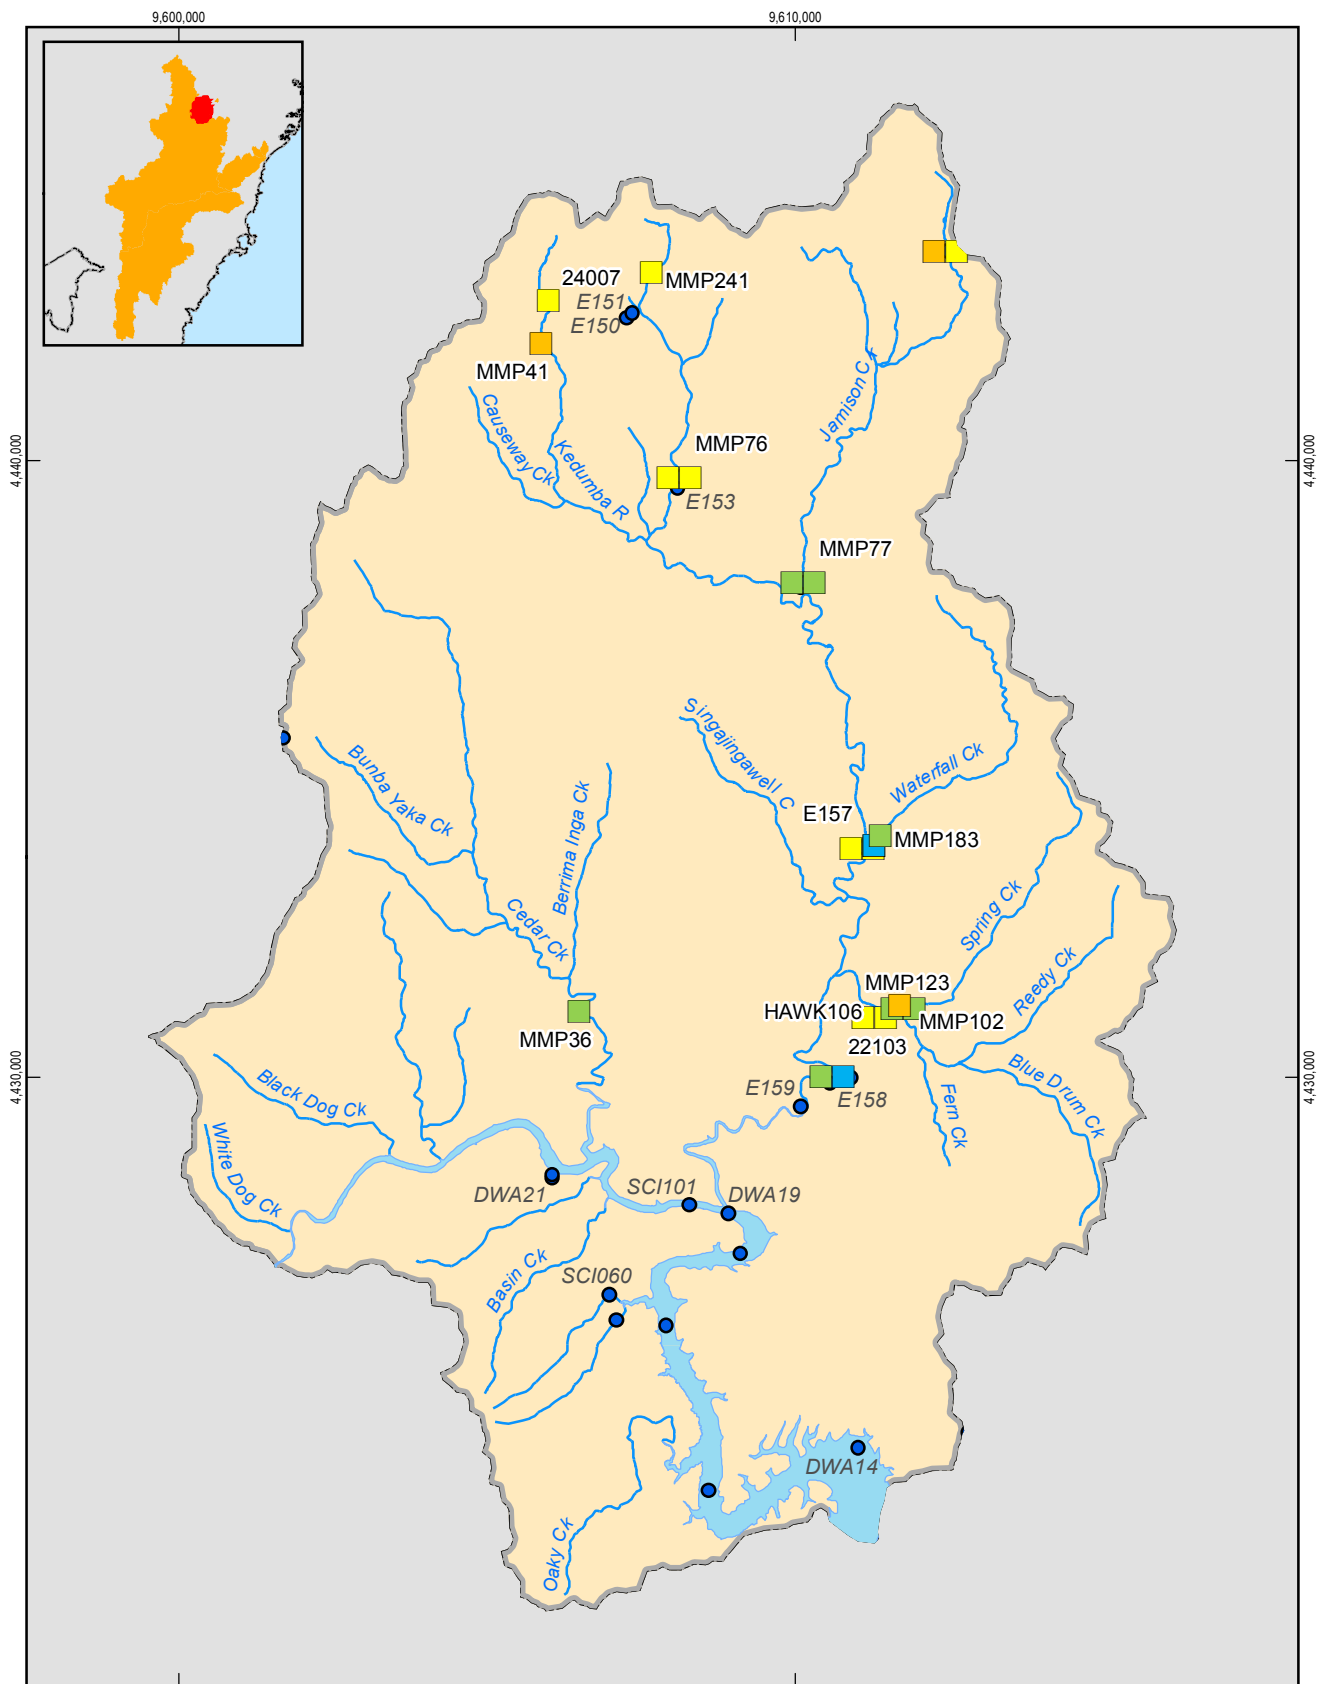 9,600,000
9,610,000
24007
MMP241
E151
E150
MMP41
Jamison Ck
Causeway Ck
Kedumba R
MMP76
E153
4,440,000
4,440,000
MMP77
Singajingawell C
Bunba Yaka Ck
Waterfall Ck
Berrima Inga Ck
E157
MMP183
Cedar Ck
Spring Ck
Reedy Ck
MMP123
HAWK106
MMP102
MMP36
22103
4,430,000
4,430,000
Black Dog Ck
E159
E158
Fern Ck
Blue Drum Ck
White Dog Ck
DWA21
SCI101
DWA19
Basin Ck
SCI060
DWA14
Oaky Ck